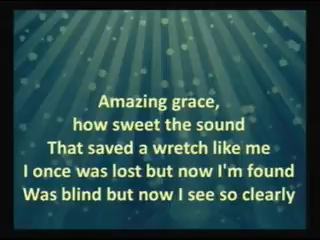 Amazing grace,
how sweet the sound
That saved a wretch like me
I once was lost but now I'm found
Was blind but now I see so clearly